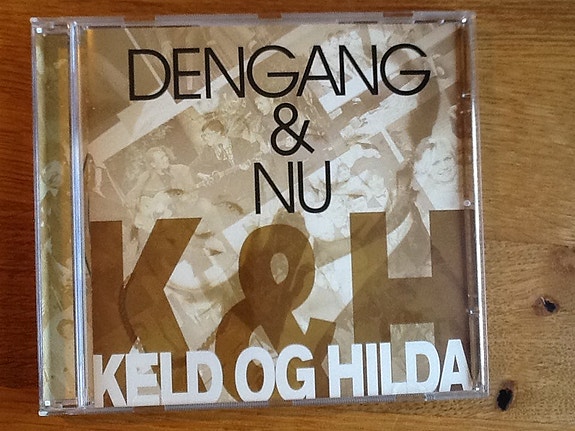 DENGANG
&
NU
K&H
KELD OG HILDA